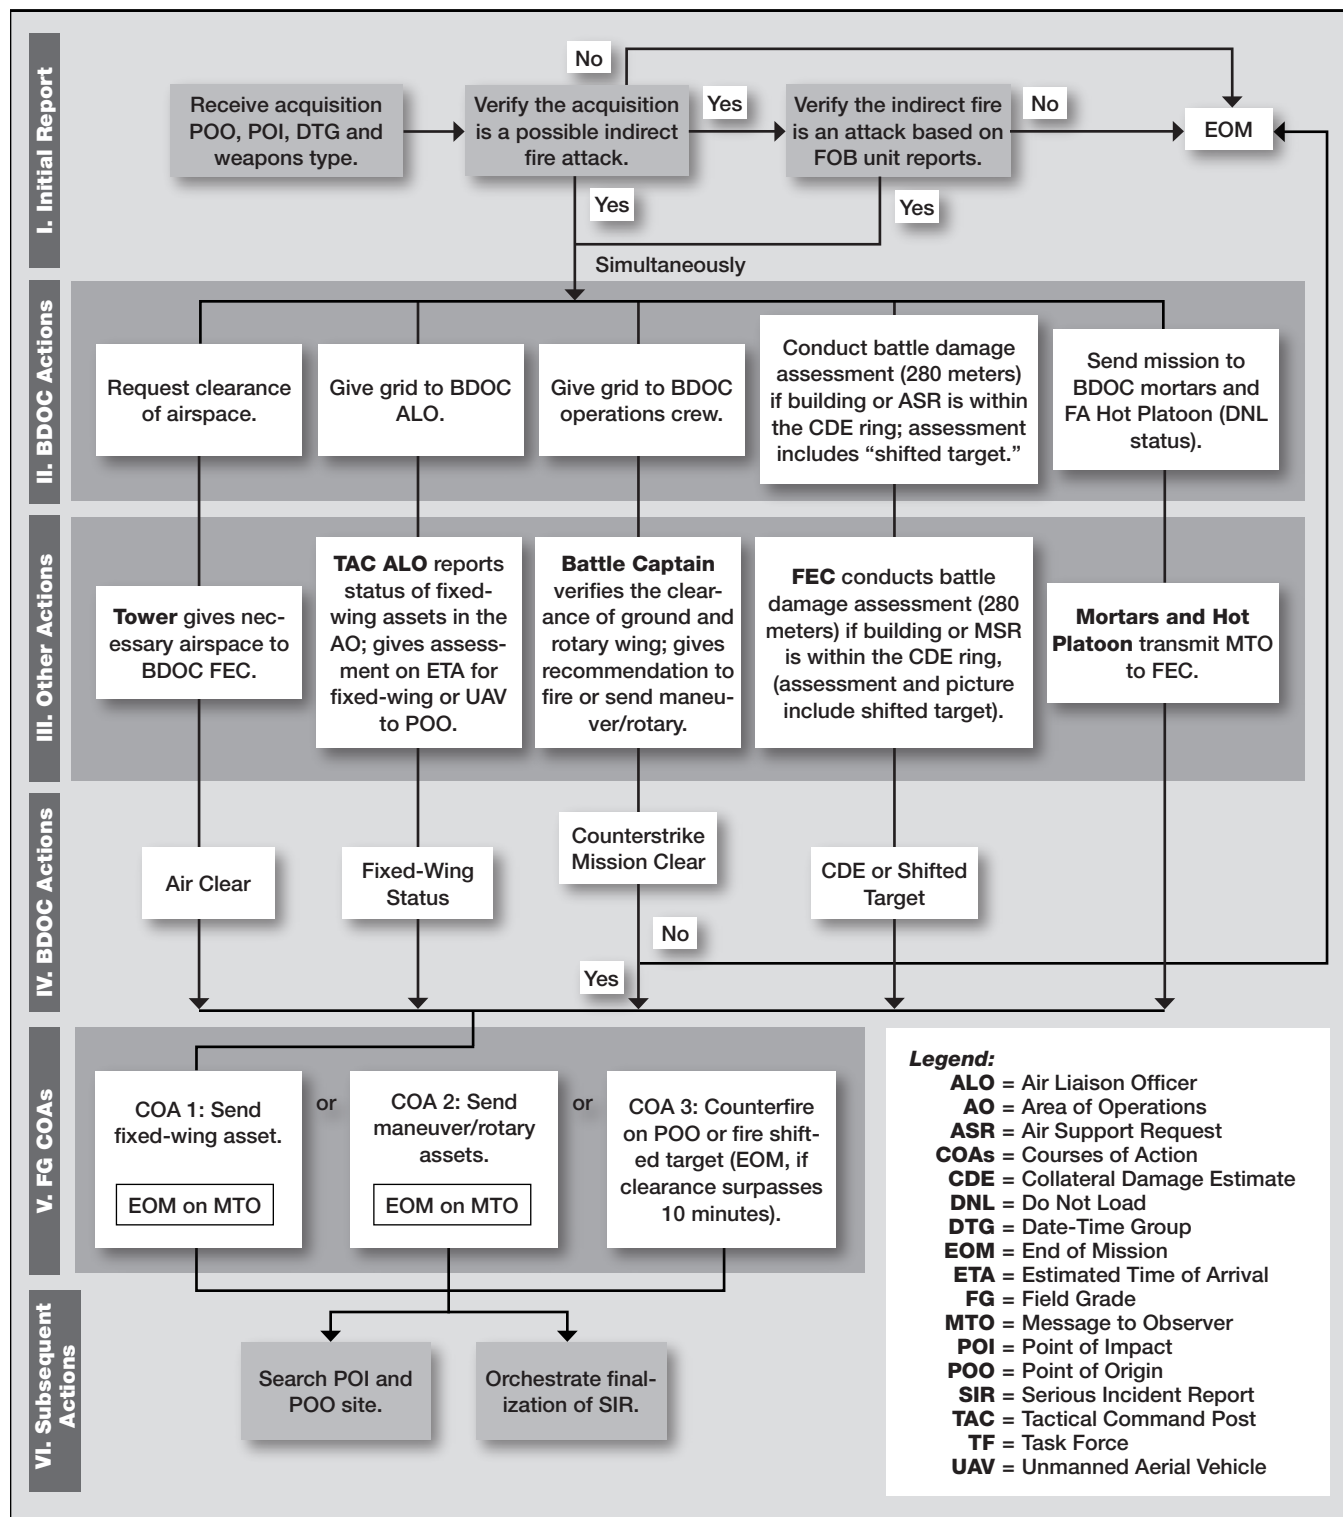 I. Initial Report
No
Receive acquisition
POO, POI, DTG and
weapons type.
Verify the acquisition
is a possible indirect
fire attack.
Yes
Verify the indirect fire
is an attack based on
FOB unit reports.
No
EOM
Yes
Yes
Simultaneously
II. BDOC Actions
Request clearance
of airspace.
Give grid to BDOC
ALO.
Give grid to BDOC
operations crew.
Conduct battle damage
assessment (280 meters)
if building or ASR is within
the CDE ring; assessment
includes “shifted target.”
Send mission to
BDOC mortars and
FA Hot Platoon (DNL
status).
III. Other Actions
Tower gives nec-
essary airspace to
BDOC FEC.
TAC ALO reports
status of fixed-
wing assets in the
AO; gives assess-
ment on ETA for
fixed-wing or UAV
to POO.
Battle Captain
verifies the clear-
ance of ground and
rotary wing; gives
recommendation to
fire or send maneu-
ver/rotary.
FEC conducts battle
damage assessment (280
meters) if building or MSR
is within the CDE ring,
(assessment and picture
include shifted target).
Mortars and Hot
Platoon transmit MTO
to FEC.
IV. BDOC Actions
Air Clear
Fixed-Wing
Status
Counterstrike
Mission Clear
CDE or Shifted
Target
No
Yes
V. FG COAs
COA 1: Send
fixed-wing asset.
EOM on MTO
or
COA 2: Send
maneuver/rotary
assets.
EOM on MTO
or
COA 3: Counterfire
on POO or fire shift-
ed target (EOM, if
clearance surpasses
10 minutes).
VI. Subsequent
Actions
Search POI and
POO site.
Orchestrate final-
ization of SIR.
Legend:
ALO = Air Liaison Officer
AO = Area of Operations
ASR = Air Support Request
COAs = Courses of Action
CDE = Collateral Damage Estimate
DNL = Do Not Load
DTG = Date-Time Group
EOM = End of Mission
ETA = Estimated Time of Arrival
FG = Field Grade
MTO = Message to Observer
POI = Point of Impact
POO = Point of Origin
SIR = Serious Incident Report
TAC = Tactical Command Post
TF = Task Force
UAV = Unmanned Aerial Vehicle